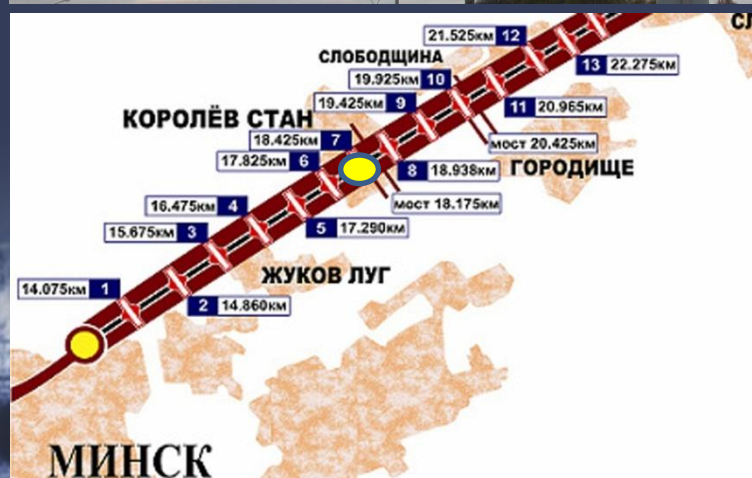 СЛ
21.525км 12
СЛОБОДЩИНА
13 22.275км
19.925км 10
19.425км 9
11 20.965км
КОРОЛЁВ СТАН
18.425км 7
мост 20.425км
17.825км 6
8 18.938км
ГОРОДИЩЕ
16.475км 4
мост 18.175км
15.675км 3
5 17.290км
ЖУКОВ ЛУГ
14.075км 1
2 14.860км
МИНСК